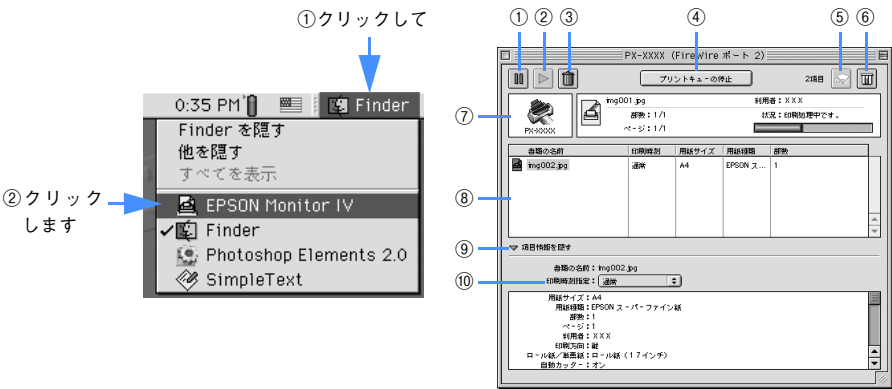 ①クリックして
0:35 PM
Finder
Finder を隠す
他を隠す
すべてを表示
②クリック
します
EPSON Monitor IV
✓Finder
Photoshop Elements 2.0
SimpleText
① ② ③ ④ ⑤ ⑥
PX-XXXX (FireWire ポート 2)
プリントキューの停止
2項目
⑦
PX-XXXX
img001.jpg
部数：1/1
ページ：1/1
利用者：XXX
状況：印刷処理中です。
書類の名前 印刷時刻 用紙サイズ 用紙種類 部数
img002.jpg 通常 A4 EPSON ス... 1
⑧
⑨
項目情報を隠す
書類の名前：img002.jpg
⑩
印刷時刻指定：通常
用紙サイズ：A4
用紙種類：EPSON スーパーファイン紙
部数：1
ページ：1
利用者：XXX
印刷方向：縦
ロール紙／単票紙：ロール紙（17インチ）
自動カッター：オン